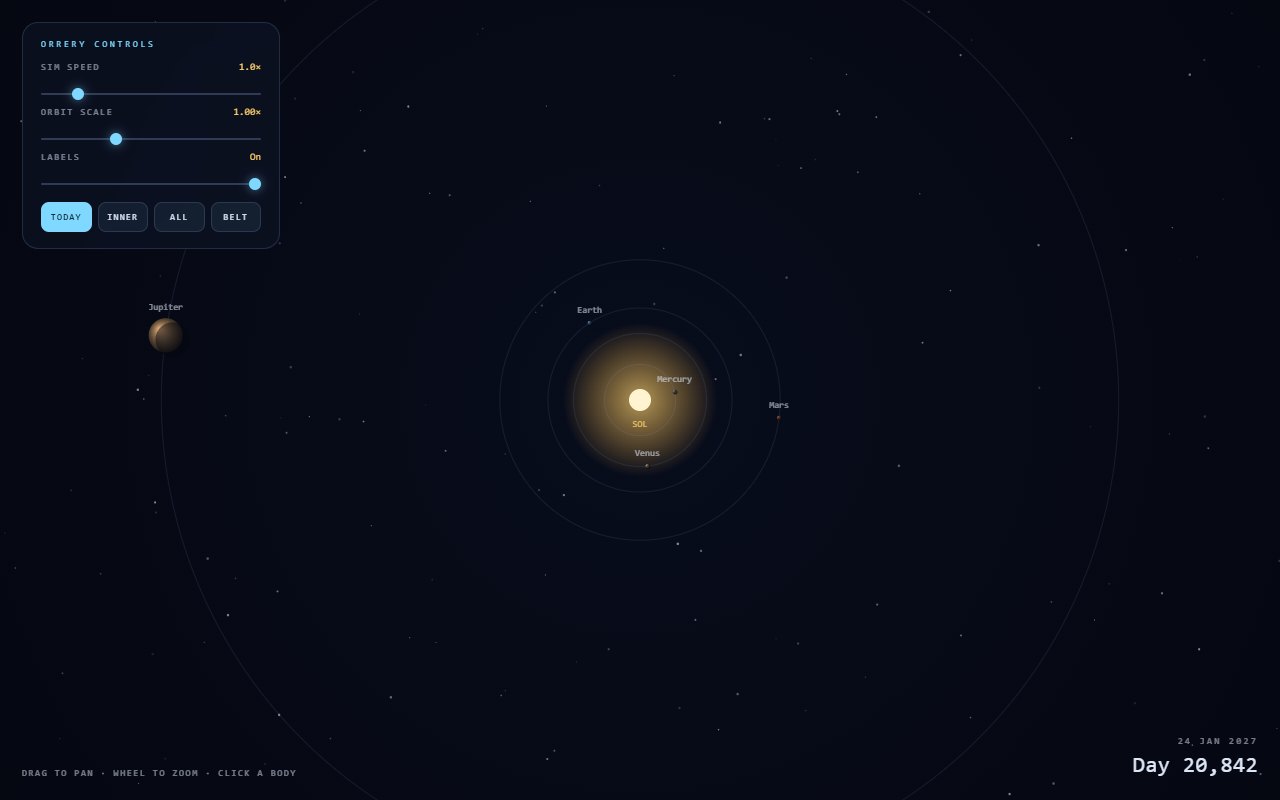 ORRERY CONTROLS
SIM SPEED 1.0×
ORBIT SCALE 1.00×
LABELS On
TODAY INNER ALL BELT
Jupiter
Earth
Mercury
Mars
SOL
Venus
24 JAN 2027
Day 20,842
DRAG TO PAN · WHEEL TO ZOOM · CLICK A BODY